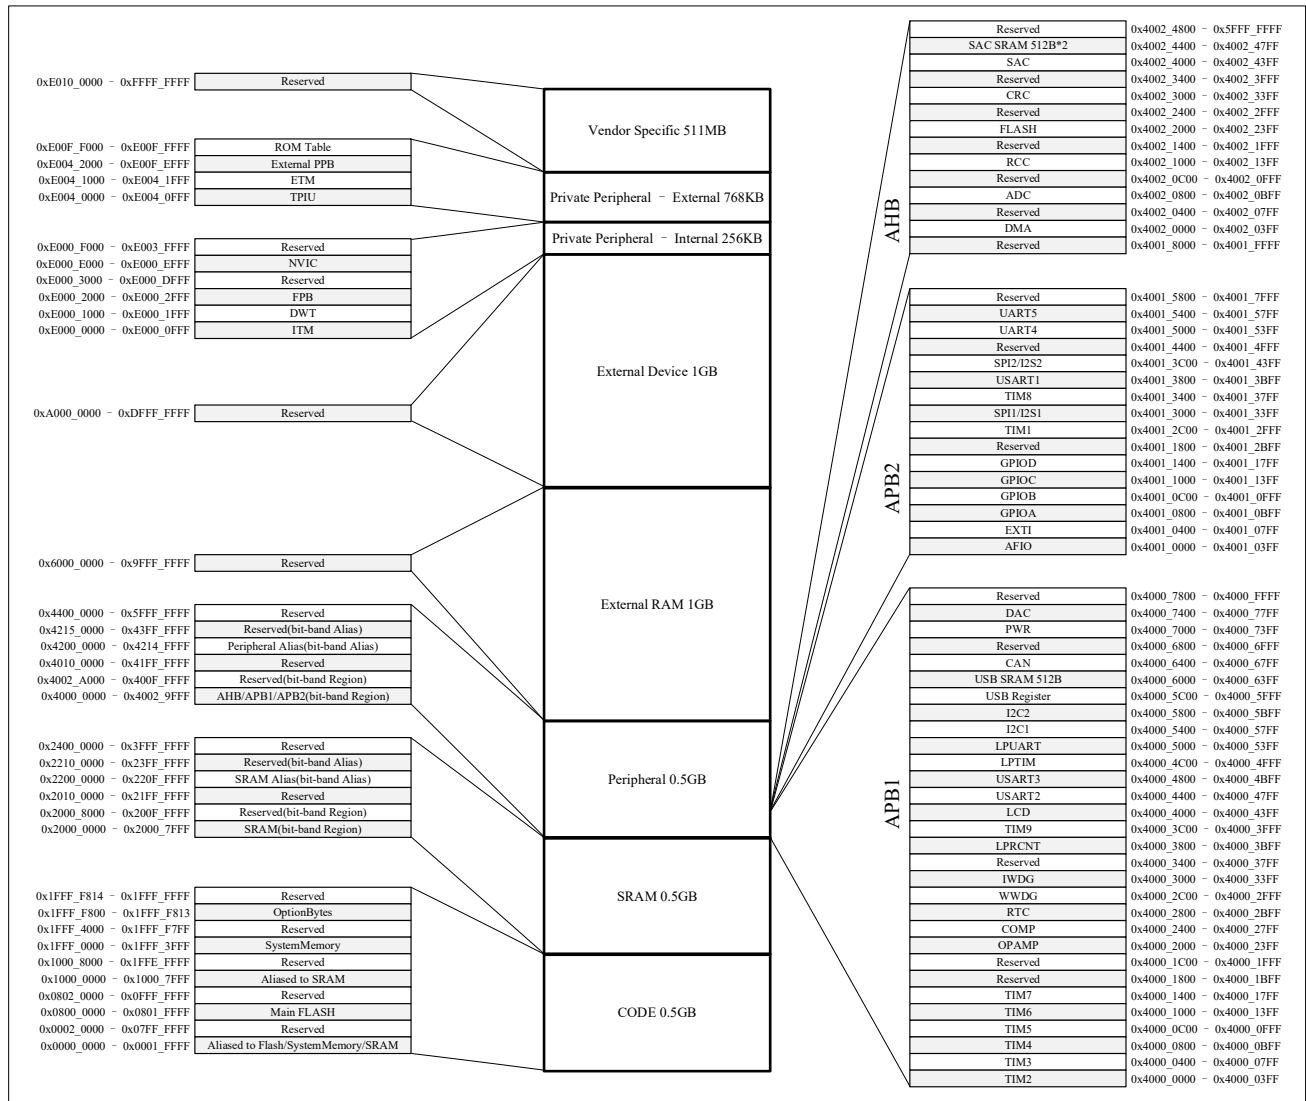 0xE010_0000 - 0xFFFF_FFFF Reserved
0xE00F_F000 - 0xE00F_FFFF ROM Table
0xE004_2000 - 0xE00F_EFFF External PPB
0xE004_1000 - 0xE004_1FFF ETM
0xE004_0000 - 0xE004_0FFF TPIU
0xE000_F000 - 0xE003_FFFF Reserved
0xE000_E000 - 0xE000_EFFF NVIC
0xE000_3000 - 0xE000_DFFF Reserved
0xE000_2000 - 0xE000_2FFF FPB
0xE000_1000 - 0xE000_1FFF DWT
0xE000_0000 - 0xE000_0FFF ITM
0xA000_0000 - 0xDFFF_FFFF Reserved
0x6000_0000 - 0x9FFF_FFFF Reserved
0x4400_0000 - 0x5FFF_FFFF Reserved
0x4215_0000 - 0x43FF_FFFF Reserved(bit-band Alias)
0x4200_0000 - 0x4214_FFFF Peripheral Alias(bit-band Alias)
0x4010_0000 - 0x41FF_FFFF Reserved
0x4002_A000 - 0x400F_FFFF Reserved(bit-band Region)
0x4000_0000 - 0x4002_9FFF AHB/APB1/APB2(bit-band Region)
0x2400_0000 - 0x3FFF_FFFF Reserved
0x2210_0000 - 0x23FF_FFFF Reserved(bit-band Alias)
0x2200_0000 - 0x220F_FFFF SRAM Alias(bit-band Alias)
0x2010_0000 - 0x21FF_FFFF Reserved
0x2000_8000 - 0x200F_FFFF Reserved(bit-band Region)
0x2000_0000 - 0x2000_7FFF SRAM(bit-band Region)
0x1FFF_F814 - 0x1FFF_FFFF Reserved
0x1FFF_F800 - 0x1FFF_F813 OptionBytes
0x1FFF_4000 - 0x1FFF_F7FF Reserved
0x1FFF_0000 - 0x1FFF_3FFF SystemMemory
0x1000_8000 - 0x1FFE_FFFF Reserved
0x1000_0000 - 0x1000_7FFF Aliased to SRAM
0x0802_0000 - 0x0FFF_FFFF Reserved
0x0800_0000 - 0x0801_FFFF Main FLASH
0x0002_0000 - 0x07FF_FFFF Reserved
0x0000_0000 - 0x0001_FFFF Aliased to Flash/SystemMemory/SRAM
Vendor Specific 511MB
Private Peripheral - External 768KB
Private Peripheral - Internal 256KB
External Device 1GB
External RAM 1GB
Peripheral 0.5GB
SRAM 0.5GB
CODE 0.5GB
AHB
Reserved 0x4002_4800 - 0x5FFF_FFFF
SAC SRAM 512B*2 0x4002_4400 - 0x4002_47FF
SAC 0x4002_4000 - 0x4002_43FF
Reserved 0x4002_3400 - 0x4002_3FFF
CRC 0x4002_3000 - 0x4002_33FF
Reserved 0x4002_2400 - 0x4002_2FFF
FLASH 0x4002_2000 - 0x4002_23FF
Reserved 0x4002_1400 - 0x4002_1FFF
RCC 0x4002_1000 - 0x4002_13FF
Reserved 0x4002_0C00 - 0x4002_0FFF
ADC 0x4002_0800 - 0x4002_0BFF
Reserved 0x4002_0400 - 0x4002_07FF
DMA 0x4002_0000 - 0x4002_03FF
Reserved 0x4001_8000 - 0x4001_FFFF
APB2
Reserved 0x4001_5800 - 0x4001_7FFF
UART5 0x4001_5400 - 0x4001_57FF
UART4 0x4001_5000 - 0x4001_53FF
Reserved 0x4001_4400 - 0x4001_4FFF
SPI2/I2S2 0x4001_3C00 - 0x4001_43FF
USART1 0x4001_3800 - 0x4001_3BFF
TIM8 0x4001_3400 - 0x4001_37FF
SPI1/I2S1 0x4001_3000 - 0x4001_33FF
TIM1 0x4001_2C00 - 0x4001_2FFF
Reserved 0x4001_1800 - 0x4001_2BFF
GPIOD 0x4001_1400 - 0x4001_17FF
GPIOC 0x4001_1000 - 0x4001_13FF
GPIOB 0x4001_0C00 - 0x4001_0FFF
GPIOA 0x4001_0800 - 0x4001_0BFF
EXTI 0x4001_0400 - 0x4001_07FF
AFIO 0x4001_0000 - 0x4001_03FF
APB1
Reserved 0x4000_7800 - 0x4000_FFFF
DAC 0x4000_7400 - 0x4000_77FF
PWR 0x4000_7000 - 0x4000_73FF
Reserved 0x4000_6800 - 0x4000_6FFF
CAN 0x4000_6400 - 0x4000_67FF
USB SRAM 512B 0x4000_6000 - 0x4000_63FF
USB Register 0x4000_5C00 - 0x4000_5FFF
I2C2 0x4000_5800 - 0x4000_5BFF
I2C1 0x4000_5400 - 0x4000_57FF
LPUART 0x4000_5000 - 0x4000_53FF
LPTIM 0x4000_4C00 - 0x4000_4FFF
USART3 0x4000_4800 - 0x4000_4BFF
USART2 0x4000_4400 - 0x4000_47FF
LCD 0x4000_4000 - 0x4000_43FF
TIM9 0x4000_3C00 - 0x4000_3FFF
LPRCNT 0x4000_3800 - 0x4000_3BFF
Reserved 0x4000_3400 - 0x4000_37FF
IWDG 0x4000_3000 - 0x4000_33FF
WWDG 0x4000_2C00 - 0x4000_2FFF
RTC 0x4000_2800 - 0x4000_2BFF
COMP 0x4000_2400 - 0x4000_27FF
OPAMP 0x4000_2000 - 0x4000_23FF
Reserved 0x4000_1C00 - 0x4000_1FFF
Reserved 0x4000_1800 - 0x4000_1BFF
TIM7 0x4000_1400 - 0x4000_17FF
TIM6 0x4000_1000 - 0x4000_13FF
TIM5 0x4000_0C00 - 0x4000_0FFF
TIM4 0x4000_0800 - 0x4000_0BFF
TIM3 0x4000_0400 - 0x4000_07FF
TIM2 0x4000_0000 - 0x4000_03FF